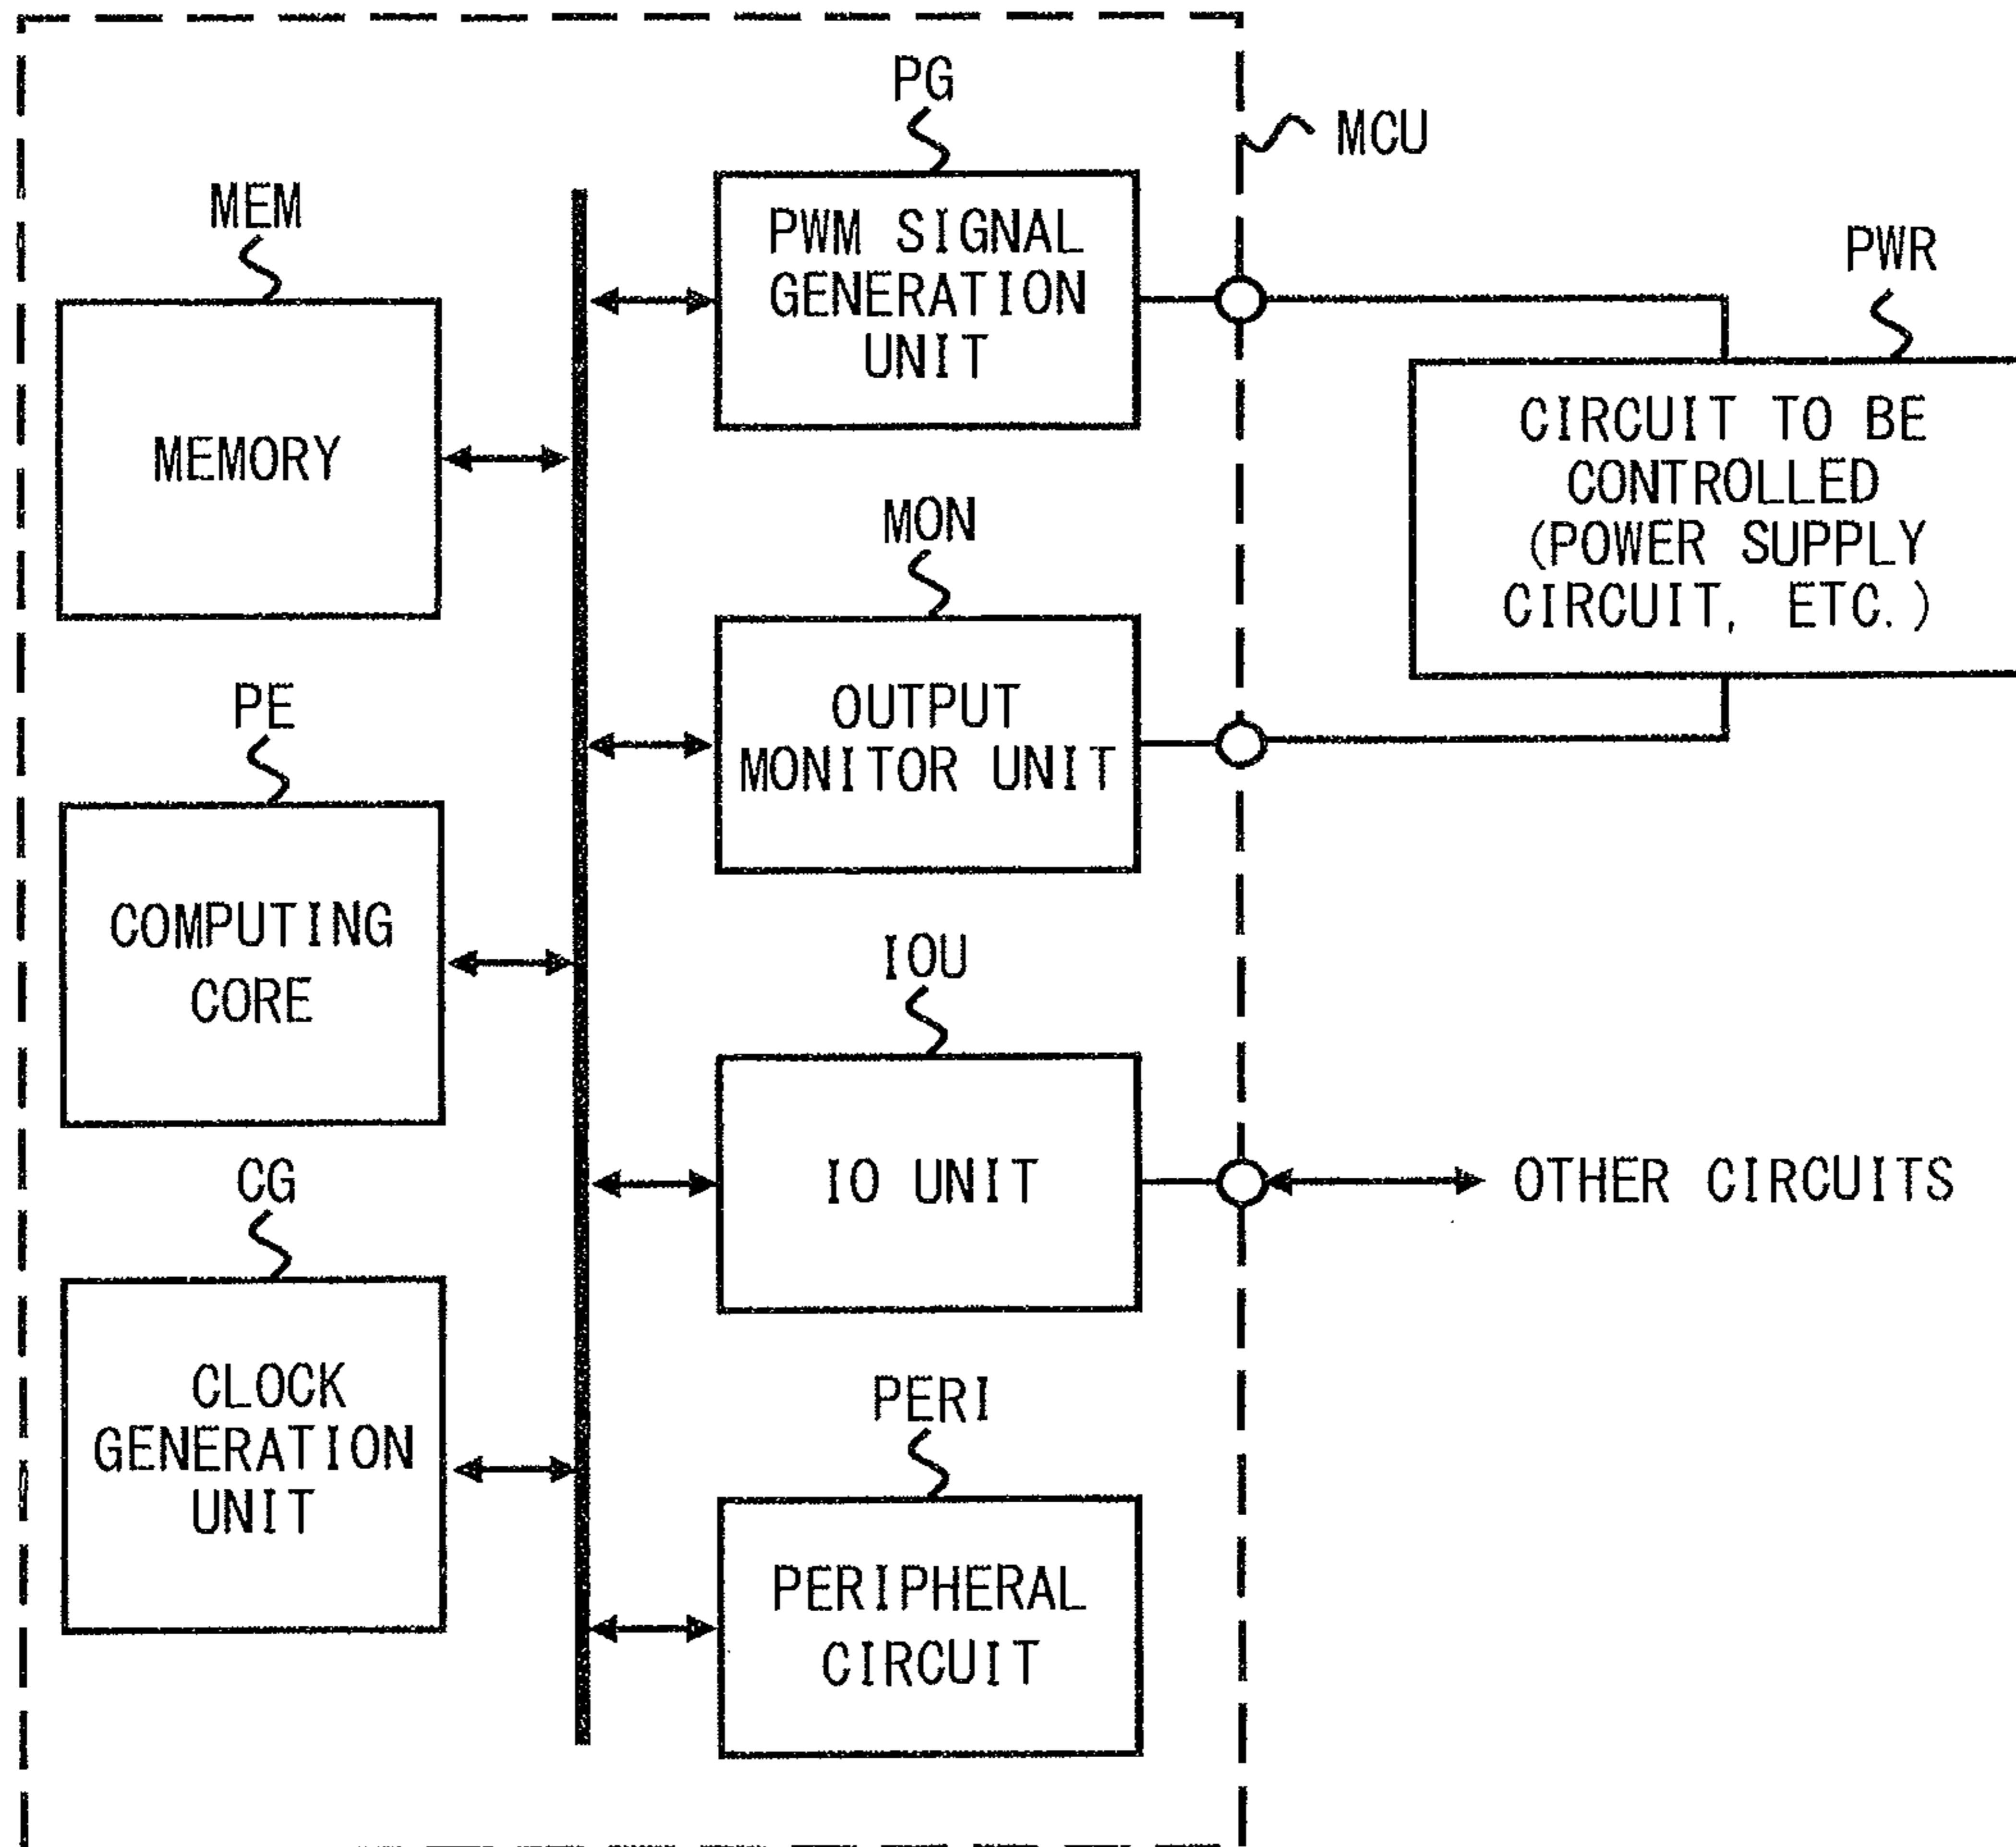 PG
MCU
MEM
PWM SIGNAL
GENERATION
UNIT
PWR
MEMORY
CIRCUIT TO BE
CONTROLLED
(POWER SUPPLY
CIRCUIT, ETC.)
MON
OUTPUT
MONITOR UNIT
PE
COMPUTING
CORE
IOU
IO UNIT
OTHER CIRCUITS
CG
CLOCK
GENERATION
UNIT
PERI
PERIPHERAL
CIRCUIT